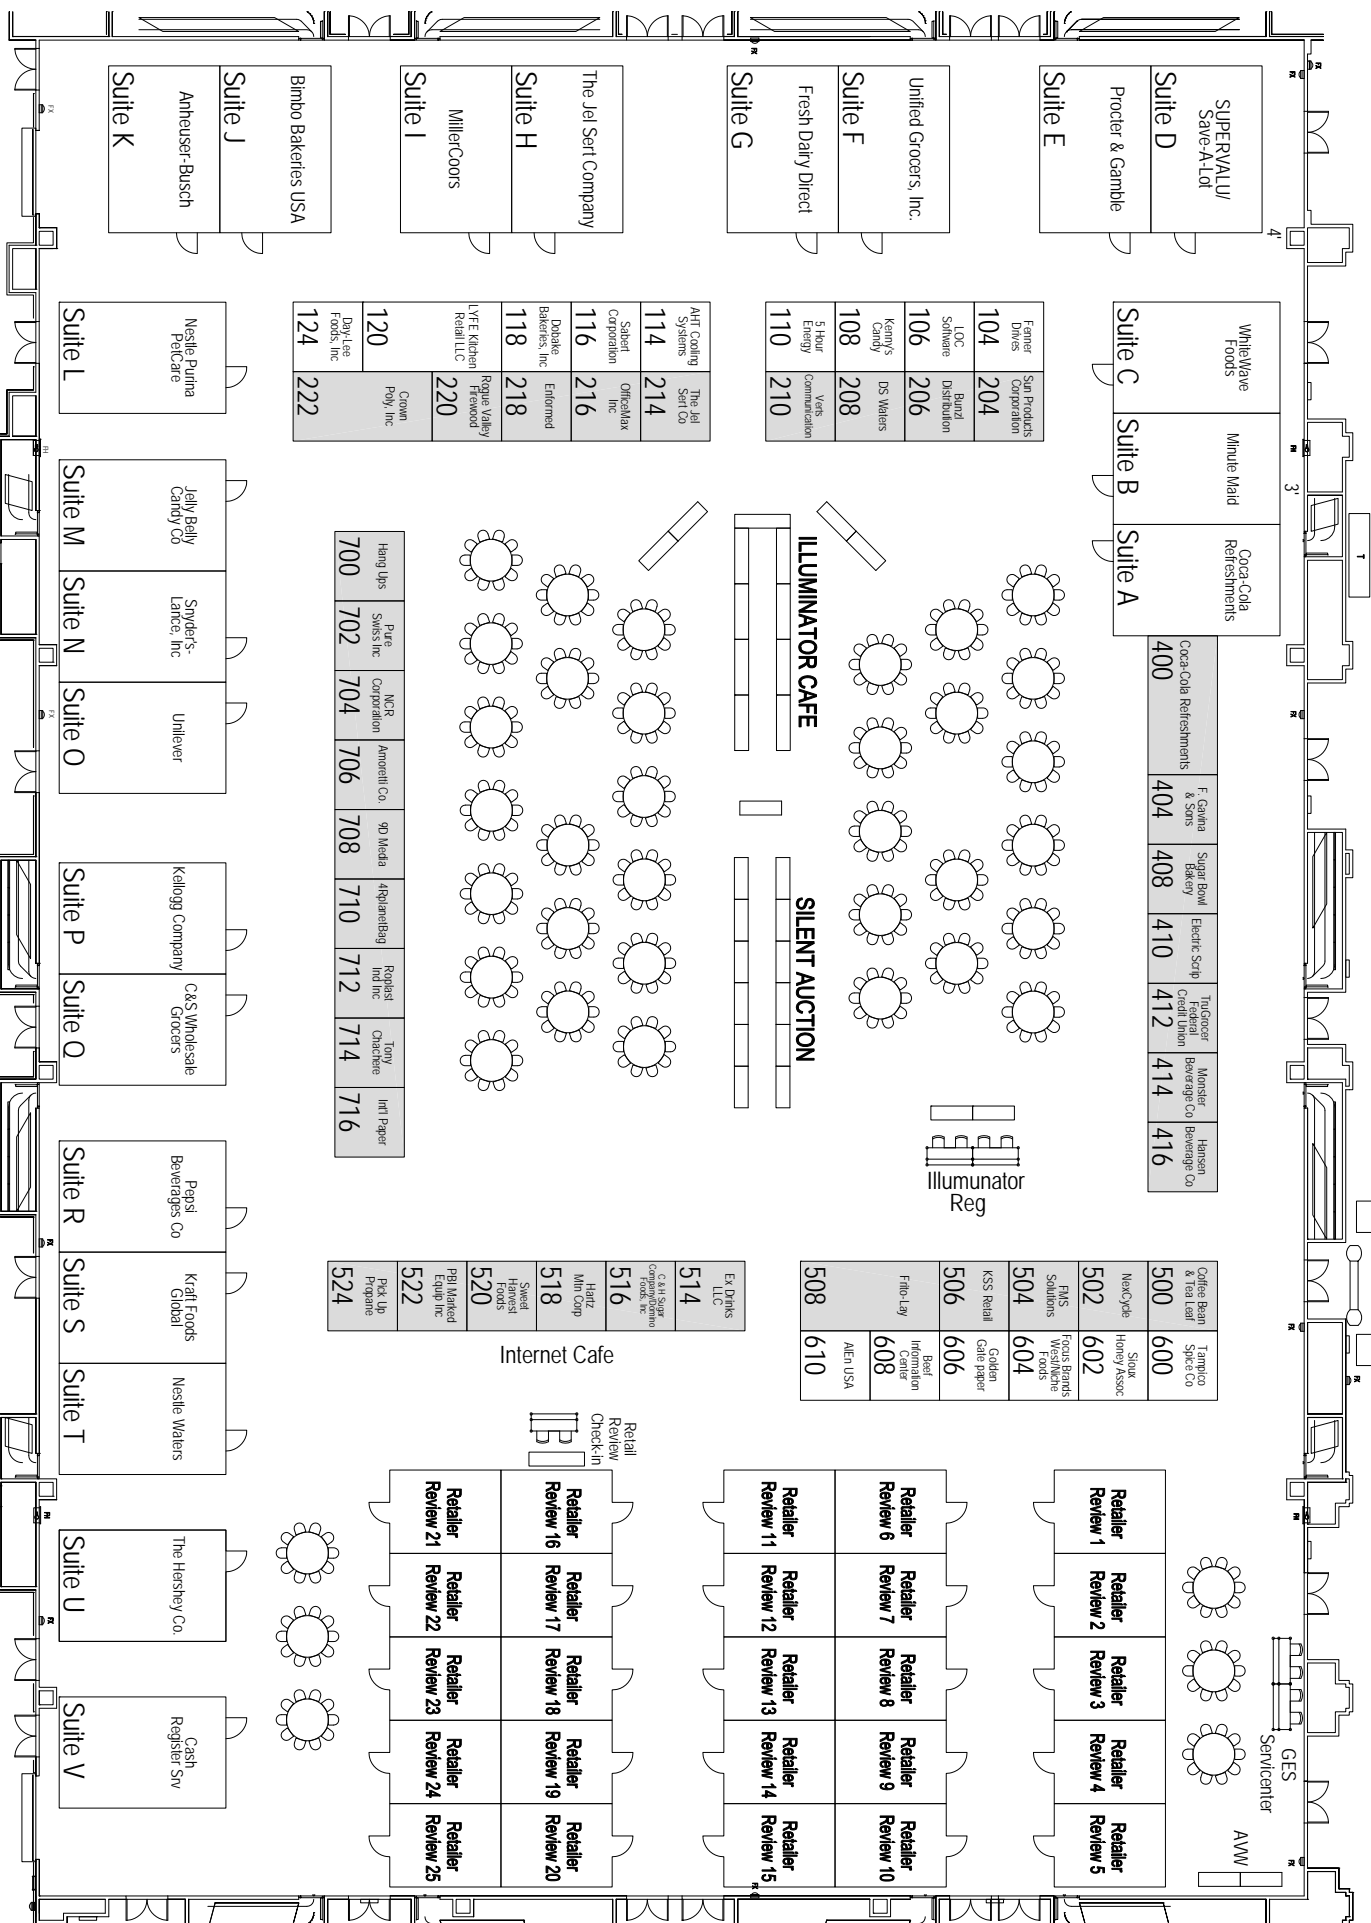 SUPERVALU/
Save-A-Lot
Suite D
Procter & Gamble
Suite E
Unified Grocers, Inc.
Suite F
Fresh Dairy Direct
Suite G
The Jel Sert Company
Suite H
MillerCoors
Suite I
Bimbo Bakeries USA
Suite J
Anheuser-Busch
Suite K
4'
3'
T
WhiteWave
Foods
Suite C
Minute Maid
Suite B
Coca-Cola
Refreshments
Suite A
Fenner
Drives
104
LOC
Software
106
Kenny's
Candy
108
5 Hour
Energy
110
Sun Products
Corporation
204
Bunzl
Distribution
206
DS Waters
208
Verts
Communication
210
AHT Cooling
Systems
114
Sabert
Corporation
116
Dobake
Bakeries, Inc
118
LYFE Kitchen
Retail LLC
120
Day-Lee
Foods, Inc
124
The Jel
Sert Co
214
OfficeMax
Inc
216
Enformed
218
Rogue Valley
Firewood
220
Crown
Poly, Inc
222
Nestle Purina
PetCare
Suite L
Jelly Belly
Candy Co
Suite M
Snyder's-
Lance, Inc
Suite N
Unilever
Suite O
Kellogg Company
Suite P
C&S Wholesale
Grocers
Suite Q
Pepsi
Beverages Co
Suite R
Kraft Foods
Global
Suite S
Nestle Waters
Suite T
The Hershey Co.
Suite U
Cash
Register Srv
Suite V
Hang Ups
700
Pure
Swiss Inc
702
NCR
Corporation
704
Amoretti Co.
706
9D Media
708
4RplanetBag
710
Roplast
Ind Inc
712
Tony
Chachere
714
Int'l Paper
716
ILLUMINATOR CAFE
SILENT AUCTION
Coca-Cola Refreshments
400
F. Gavina
& Sons
404
Sugar Bowl
Bakery
408
Electric Scrip
410
TruGrocer
Federal
Credit Union
412
Monster
Beverage Co
414
Hansen
Beverage Co
416
Illumunator
Reg
Coffee Bean
& Tea Leaf
500
NexCycle
502
FMS
Solutions
504
KSS Retail
506
Frito-Lay
508
Tampico
Spice Co
600
Sioux
Honey Assoc
602
Focus Brands
West/Niche
Foods
604
Golden
Gate paper
606
Beef
Information
Center
608
AlEn USA
610
Ex Drinks
LLC
514
C & H Sugar
Company/Domino
Foods, Inc
516
Hartz
Mtn Corp
518
Sweet
Harvest
Foods
520
PBI Marked
Equip Inc
522
Pick Up
Propane
524
Internet Cafe
Retail
Review
Check-in
Retailer
Review 1
Retailer
Review 2
Retailer
Review 3
Retailer
Review 4
Retailer
Review 5
Retailer
Review 6
Retailer
Review 7
Retailer
Review 8
Retailer
Review 9
Retailer
Review 10
Retailer
Review 11
Retailer
Review 12
Retailer
Review 13
Retailer
Review 14
Retailer
Review 15
Retailer
Review 16
Retailer
Review 17
Retailer
Review 18
Retailer
Review 19
Retailer
Review 20
Retailer
Review 21
Retailer
Review 22
Retailer
Review 23
Retailer
Review 24
Retailer
Review 25
GES
Servicenter
AVW